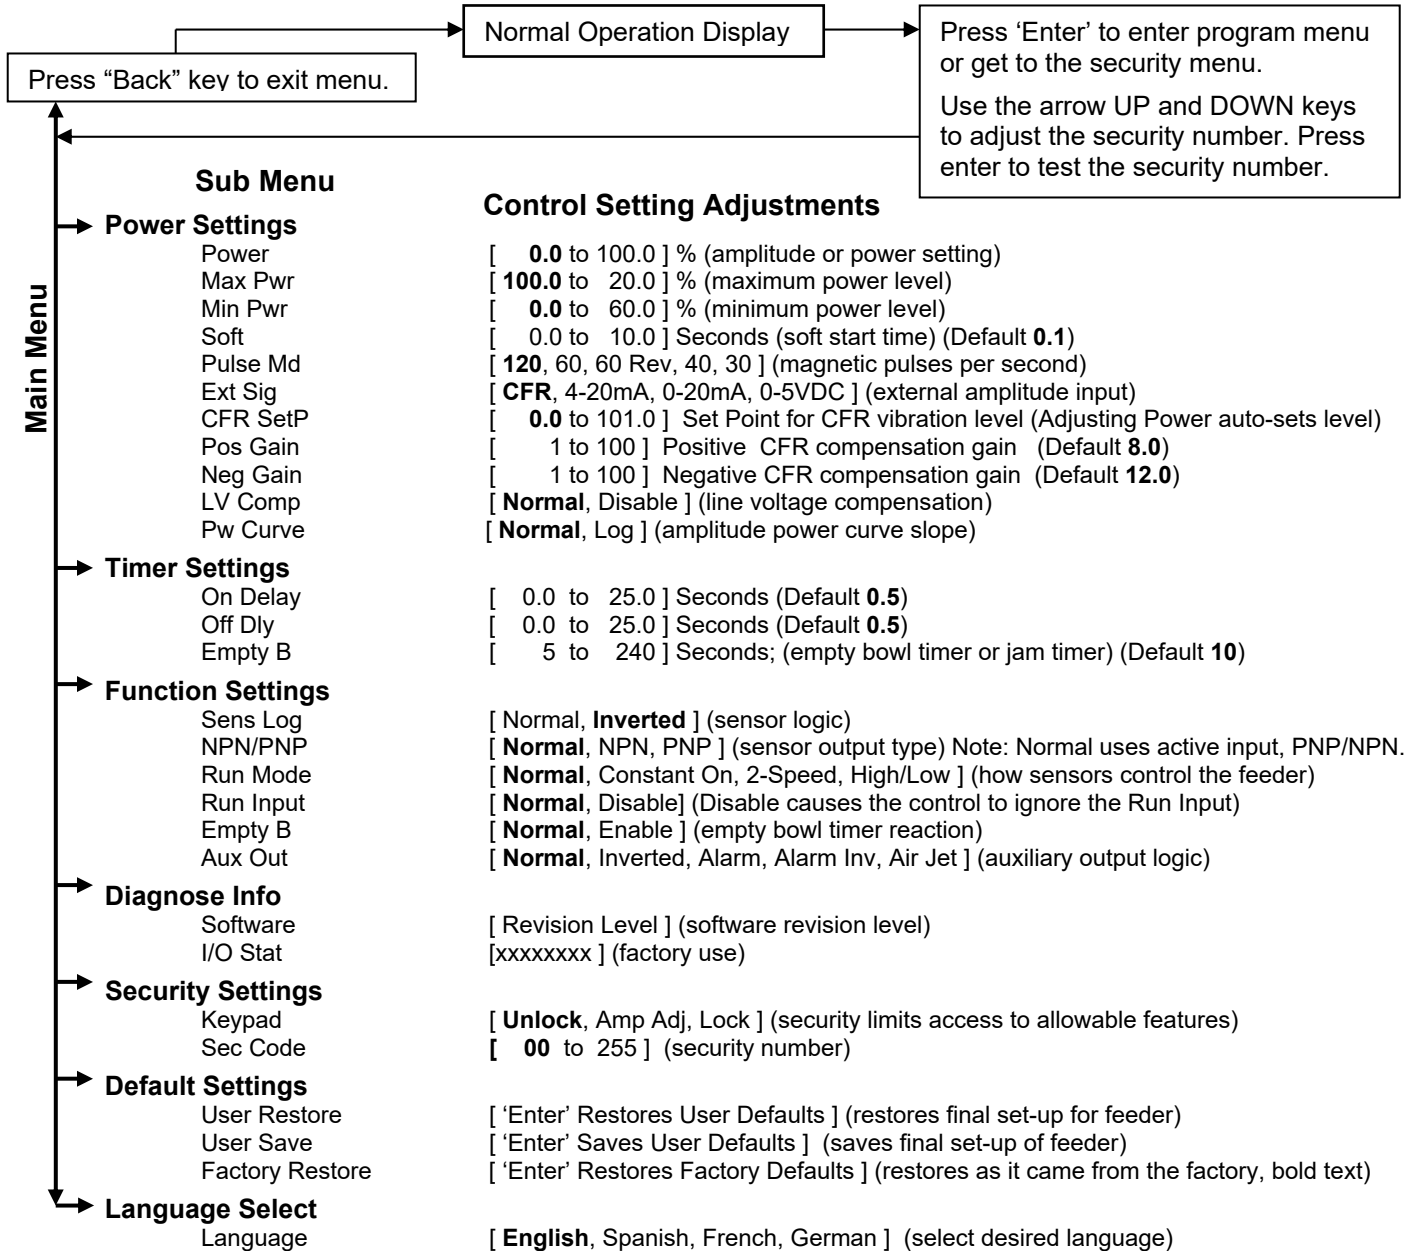 Normal Operation Display
Press ‘Enter’ to enter program menu
or get to the security menu.
Use the arrow UP and DOWN keys
to adjust the security number. Press
enter to test the security number.
Press “Back” key to exit menu.
Main Menu
Sub Menu
Control Setting Adjustments
Power Settings
Power [ 0.0 to 100.0 ] % (amplitude or power setting)
Max Pwr [ 100.0 to 20.0 ] % (maximum power level)
Min Pwr [ 0.0 to 60.0 ] % (minimum power level)
Soft [ 0.0 to 10.0 ] Seconds (soft start time) (Default 0.1)
Pulse Md [ 120, 60, 60 Rev, 40, 30 ] (magnetic pulses per second)
Ext Sig [ CFR, 4-20mA, 0-20mA, 0-5VDC ] (external amplitude input)
CFR SetP [ 0.0 to 101.0 ] Set Point for CFR vibration level (Adjusting Power auto-sets level)
Pos Gain [ 1 to 100 ] Positive CFR compensation gain (Default 8.0)
Neg Gain [ 1 to 100 ] Negative CFR compensation gain (Default 12.0)
LV Comp [ Normal, Disable ] (line voltage compensation)
Pw Curve [ Normal, Log ] (amplitude power curve slope)
Timer Settings
On Delay [ 0.0 to 25.0 ] Seconds (Default 0.5)
Off Dly [ 0.0 to 25.0 ] Seconds (Default 0.5)
Empty B [ 5 to 240 ] Seconds; (empty bowl timer or jam timer) (Default 10)
Function Settings
Sens Log [ Normal, Inverted ] (sensor logic)
NPN/PNP [ Normal, NPN, PNP ] (sensor output type) Note: Normal uses active input, PNP/NPN.
Run Mode [ Normal, Constant On, 2-Speed, High/Low ] (how sensors control the feeder)
Run Input [ Normal, Disable] (Disable causes the control to ignore the Run Input)
Empty B [ Normal, Enable ] (empty bowl timer reaction)
Aux Out [ Normal, Inverted, Alarm, Alarm Inv, Air Jet ] (auxiliary output logic)
Diagnose Info
Software [ Revision Level ] (software revision level)
I/O Stat [xxxxxxxx ] (factory use)
Security Settings
Keypad [ Unlock, Amp Adj, Lock ] (security limits access to allowable features)
Sec Code [ 00 to 255 ] (security number)
Default Settings
User Restore [ ‘Enter’ Restores User Defaults ] (restores final set-up for feeder)
User Save [ ‘Enter’ Saves User Defaults ] (saves final set-up of feeder)
Factory Restore [ ‘Enter’ Restores Factory Defaults ] (restores as it came from the factory, bold text)
Language Select
Language [ English, Spanish, French, German ] (select desired language)